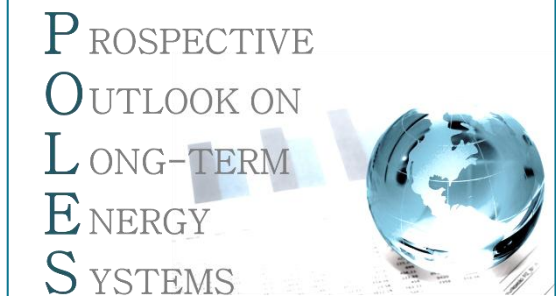 PROSPECTIVE
OUTLOOK ON
LONG-TERM
ENERGY
SYSTEMS